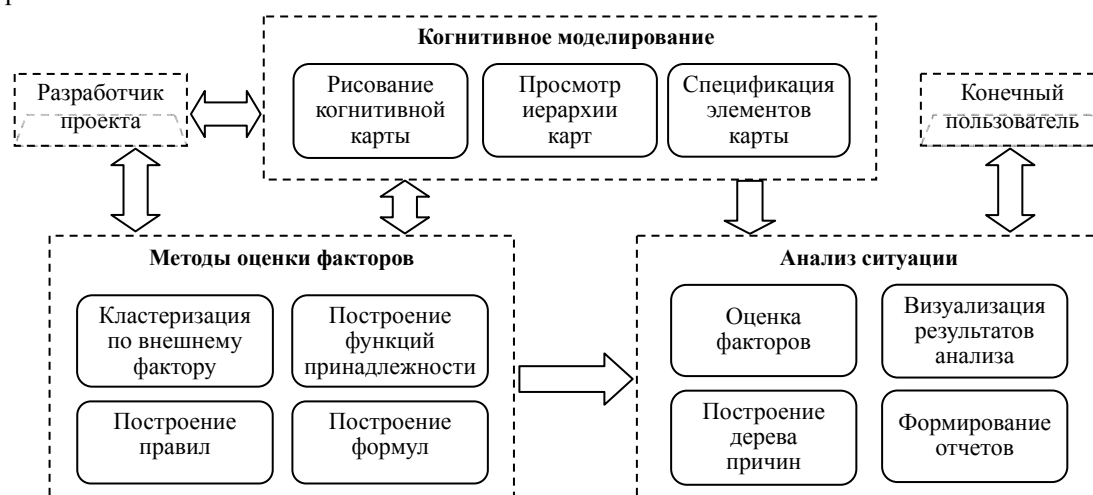 Когнитивное моделирование
Разработчик
проекта
Рисование
когнитивной
карты
Просмотр
иерархии
карт
Спецификация
элементов
карты
Конечный
пользователь
Методы оценки факторов
Кластеризация
по внешнему
фактору
Построение
функций
принадлежности
Построение
правил
Построение
формул
Анализ ситуации
Оценка
факторов
Визуализация
результатов
анализа
Построение
дерева
причин
Формирование
отчетов